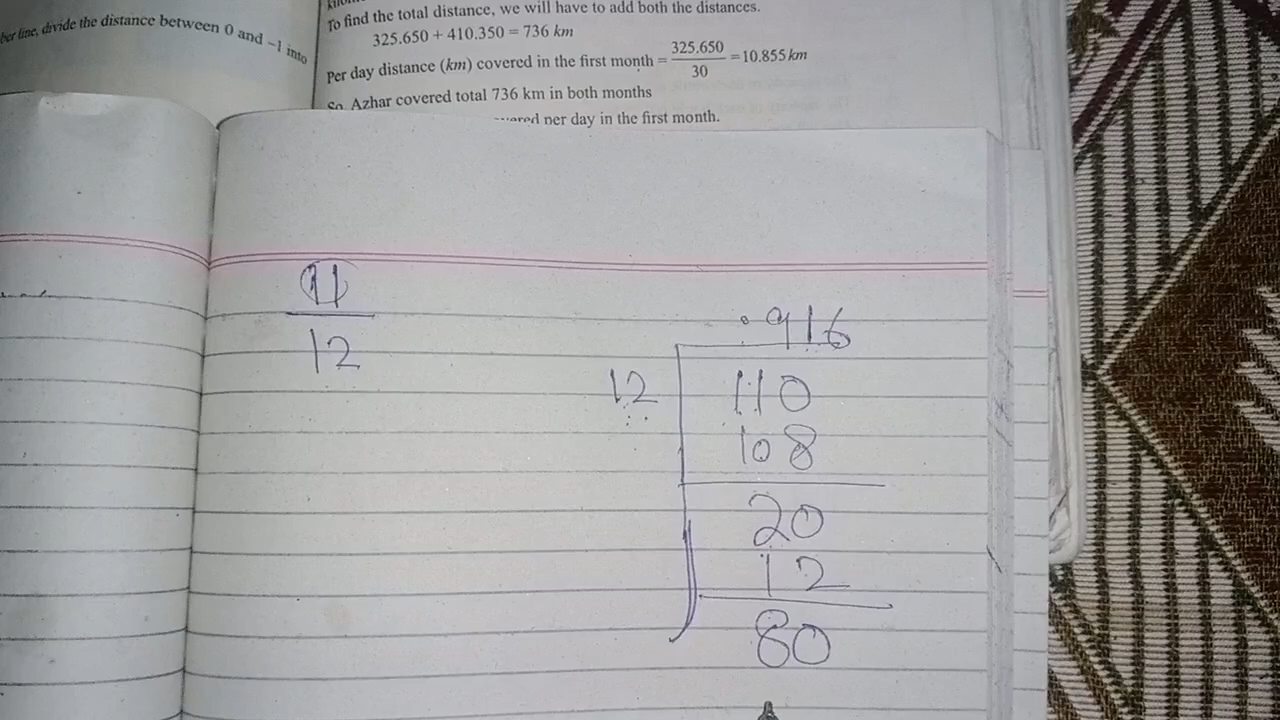 ber line, divide the distance between 0 and −1 into
To find the total distance, we will have to add both the distances.
325.650 + 410.350 = 736 km
Per day distance (km) covered in the first month = 325.650/30 = 10.855 km
So, Azhar covered total 736 km in both months
per day in the first month.
11
12
.916
12 110
108
20
12
80